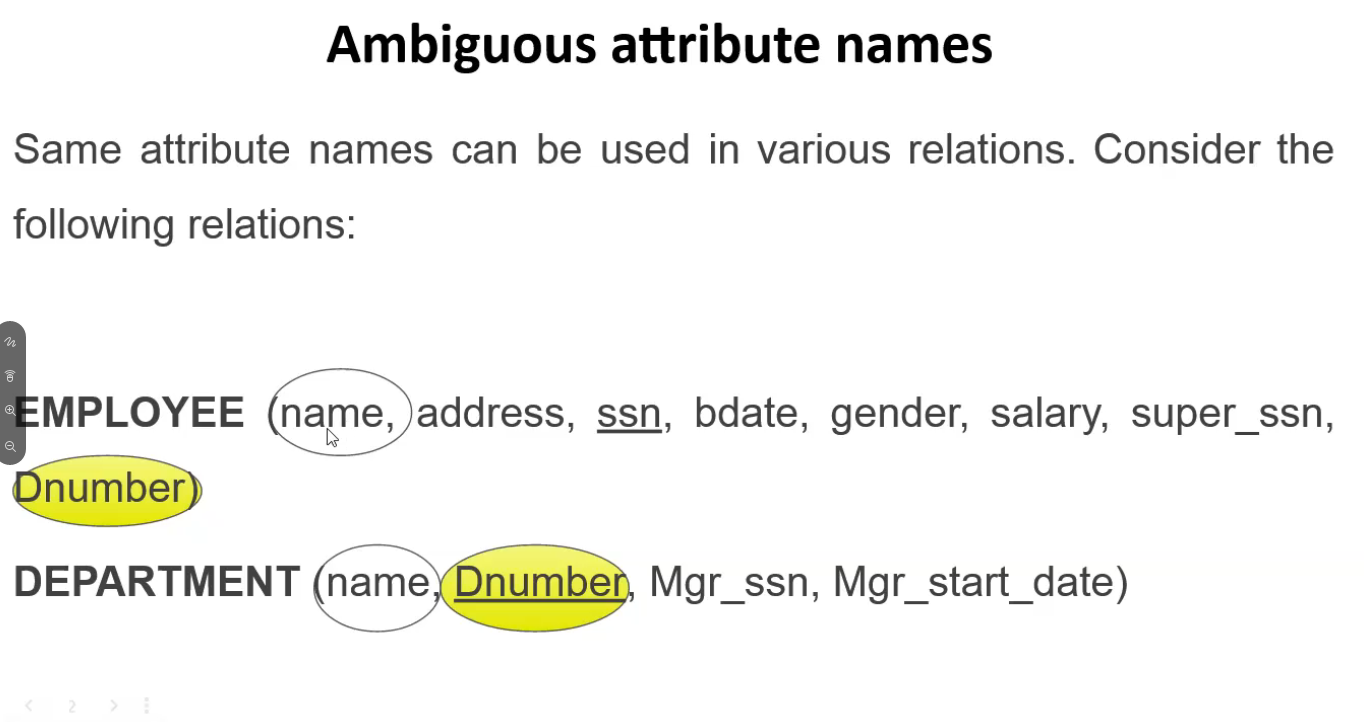 Ambiguous attribute names
Same attribute names can be used in various relations. Consider the
following relations:
EMPLOYEE (name, address, ssn, bdate, gender, salary, super_ssn,
Dnumber)
DEPARTMENT (name, Dnumber, Mgr_ssn, Mgr_start_date)
2